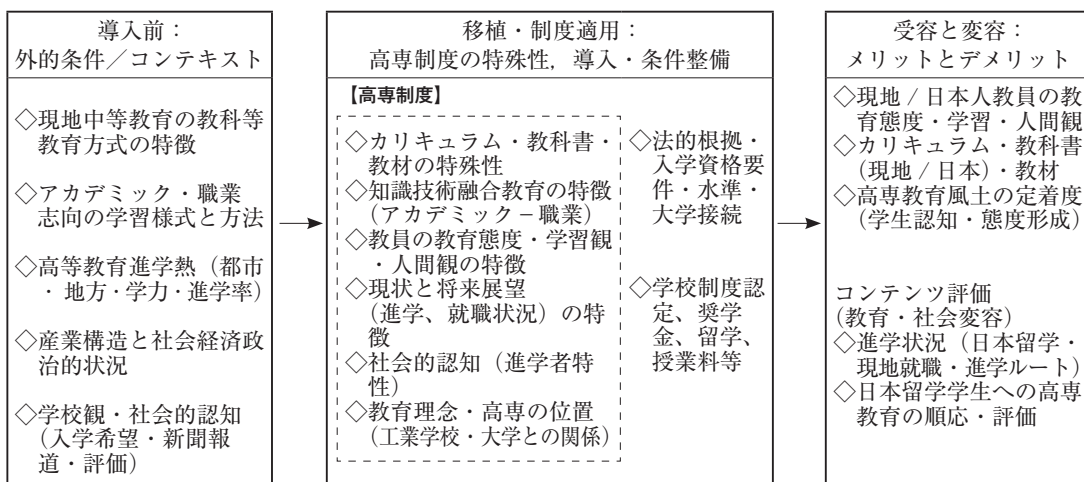 導入前：
外的条件／コンテキスト
◇現地中等教育の教科等
教育方式の特徴
◇アカデミック・職業
志向の学習様式と方法
◇高等教育進学熱（都市
・地方・学力・進学率）
◇産業構造と社会経済政
治的状況
◇学校観・社会的認知
（入学希望・新聞報
道・評価）
移植・制度適用：
高専制度の特殊性，導入・条件整備
【高専制度】
◇カリキュラム・教科書・
教材の特殊性
◇知識技術融合教育の特徴
（アカデミック－職業）
◇教員の教育態度・学習観
・人間観の特徴
◇現状と将来展望
（進学、就職状況）の特
徴
◇社会的認知（進学者特
性）
◇教育理念・高専の位置
（工業学校・大学との関係）
◇法的根拠・
入学資格要
件・水準・
大学接続
◇学校制度認
定、奨学
金、留学、
授業料等
受容と変容：
メリットとデメリット
◇現地 / 日本人教員の教
育態度・学習・人間観
◇カリキュラム・教科書
（現地 / 日本）・教材
◇高専教育風土の定着度
（学生認知・態度形成）
コンテンツ評価
（教育・社会変容）
◇進学状況（日本留学・
現地就職・進学ルート）
◇日本留学学生への高専
教育の順応・評価